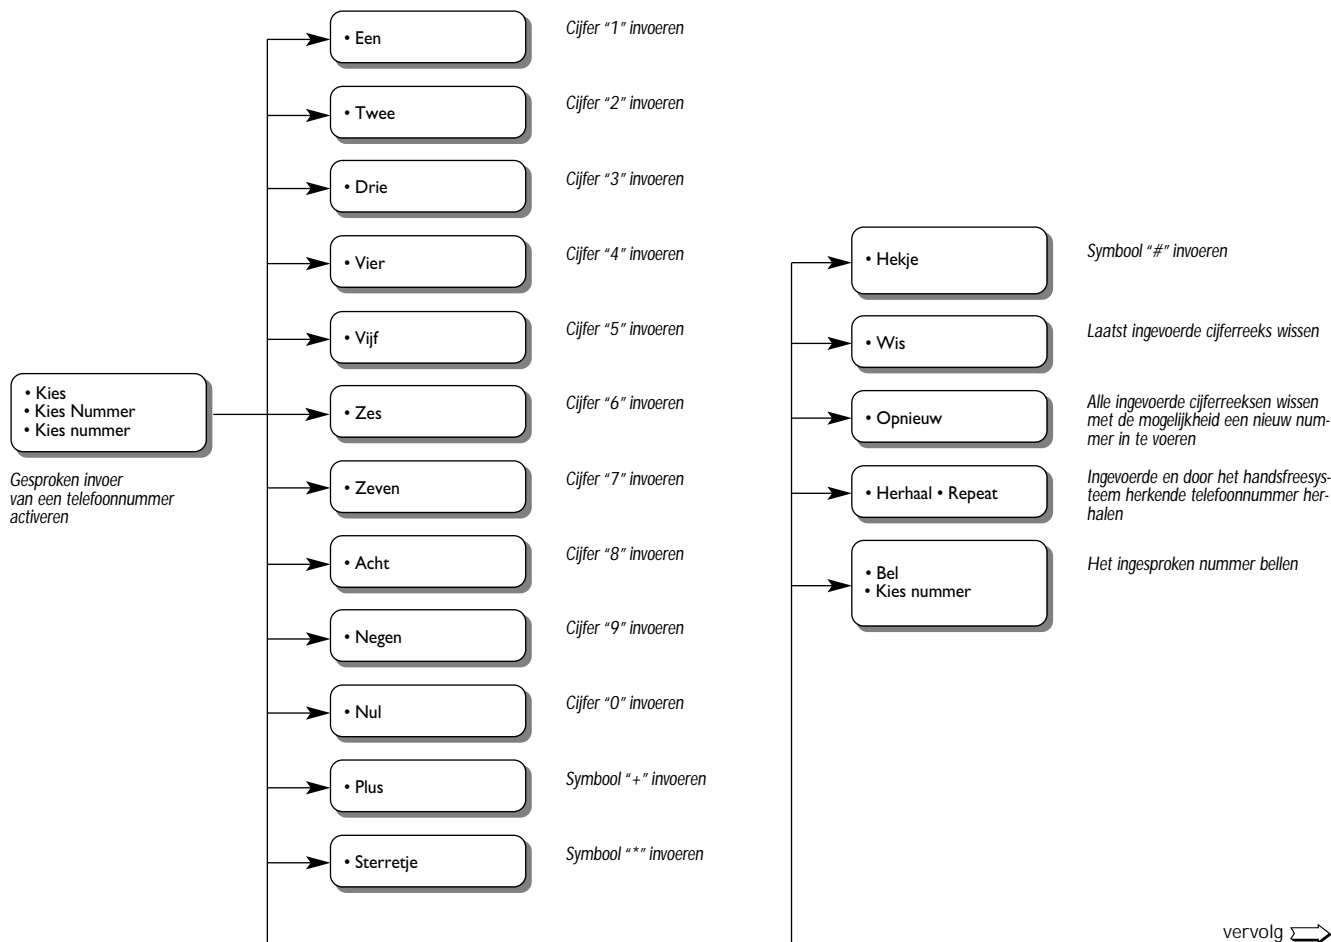 • Een
Cijfer “1” invoeren
• Twee
Cijfer “2” invoeren
• Drie
Cijfer “3” invoeren
• Vier
Cijfer “4” invoeren
• Vijf
Cijfer “5” invoeren
• Kies
• Kies Nummer
• Kies nummer
Gesproken invoer
van een telefoonnummer
activeren
• Zes
Cijfer “6” invoeren
• Zeven
Cijfer “7” invoeren
• Acht
Cijfer “8” invoeren
• Negen
Cijfer “9” invoeren
• Nul
Cijfer “0” invoeren
• Plus
Symbool “+” invoeren
• Sterretje
Symbool “*” invoeren
• Hekje
Symbool “#” invoeren
• Wis
Laatst ingevoerde cijferreeks wissen
• Opnieuw
Alle ingevoerde cijferreeksen wissen
met de mogelijkheid een nieuw num-
mer in te voeren
• Herhaal • Repeat
Ingevoerde en door het handsfreesys-
teem herkende telefoonnummer her-
halen
• Bel
• Kies nummer
Het ingesproken nummer bellen
vervolg